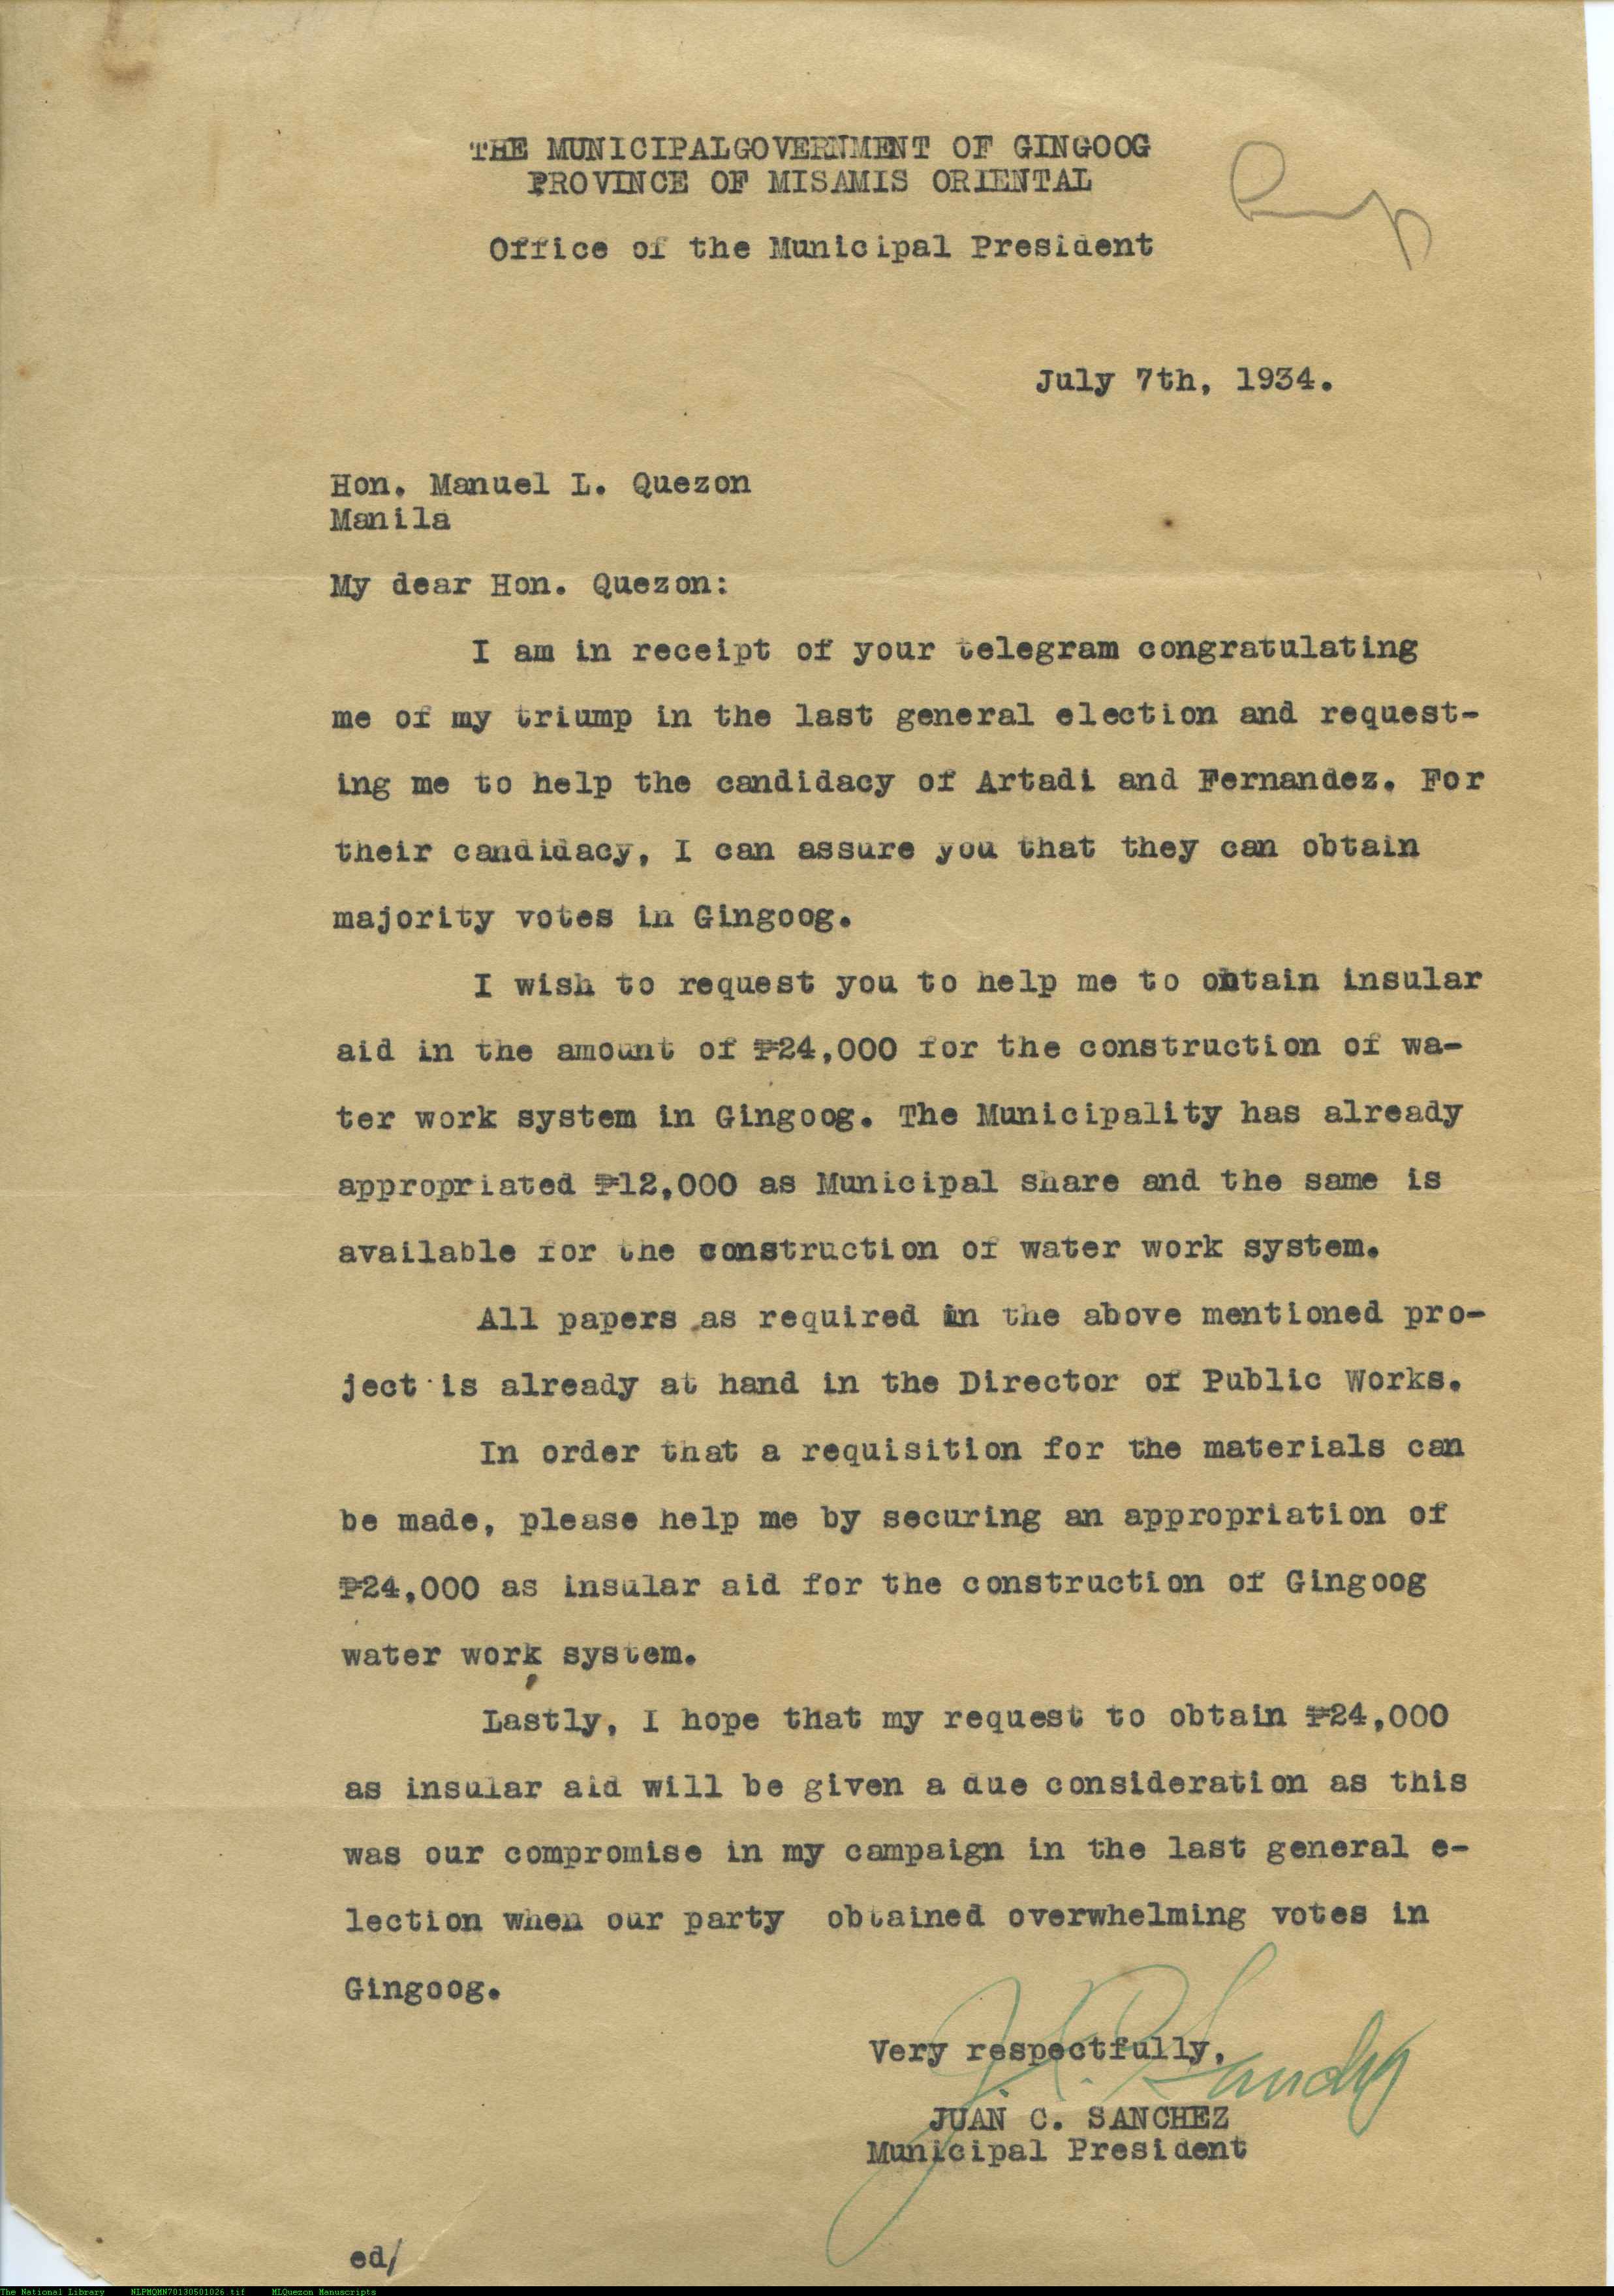 THE MUNICIPALGOVERNMENT OF GINGOOG
PROVINCE OF MISAMIS ORIENTAL
Office of the Municipal President
July 7th, 1934.
Hon. Manuel L. Quezon
Manila
My dear Hon. Quezon:
I am in receipt of your telegram congratulating
me of my triump in the last general election and request-
ing me to help the candidacy of Artadi and Fernandez. For
their candidacy, I can assure you that they can obtain
majority votes in Gingoog.
I wish to request you to help me to obtain insular
aid in the amount of ₱24,000 for the construction of wa-
ter work system in Gingoog. The Municipality has already
appropriated ₱12,000 as Municipal share and the same is
available for the construction of water work system.
All papers as required in the above mentioned pro-
ject is already at hand in the Director of Public Works.
In order that a requisition for the materials can
be made, please help me by securing an appropriation of
₱24,000 as insular aid for the construction of Gingoog
water work system.
Lastly, I hope that my request to obtain ₱24,000
as insular aid will be given a due consideration as this
was our compromise in my campaign in the last general e-
lection when our party obtained overwhelming votes in
Gingoog.
Very respectfully,
JUAN C. SANCHEZ
Municipal President
ed/
The National Library NLPMQMN70130501026.tif MLQuezon Manuscripts